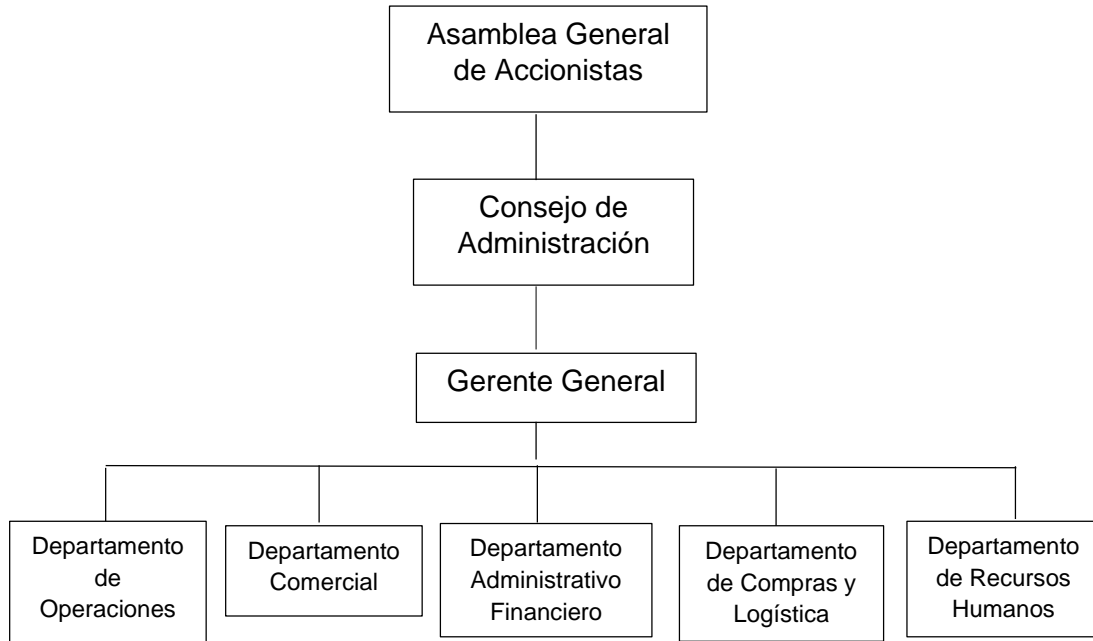 Asamblea General
de Accionistas
Consejo de
Administración
Gerente General
Departamento
de
Operaciones
Departamento
Comercial
Departamento
Administrativo
Financiero
Departamento
de Compras y
Logística
Departamento
de Recursos
Humanos